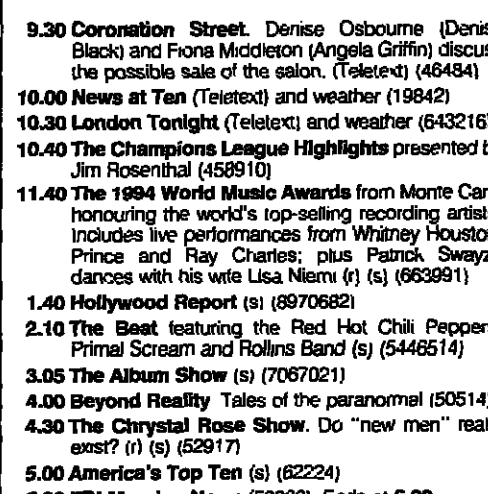 9.30 Coronation Street. Denise Osbourne (Denis
Black) and Fiona Middleton (Angela Griffin) discus
the possible sale of the salon. (Teletext) (46484)
10.00 News at Ten (Teletext) and weather (19842)
10.30 London Tonight (Teletext) and weather (643216)
10.40 The Champions League Highlights presented b
Jim Rosenthal (458910)
11.40 The 1994 World Music Awards from Monte Car
honouring the world's top-selling recording artist
Includes live performances from Whitney Housto
Prince and Ray Charles; plus Patrick Swayz
dances with his wife Lisa Niemi (r) (s) (663991)
1.40 Hollywood Report (s) (8970682)
2.10 The Beat featuring the Red Hot Chili Pepper
Primal Scream and Rollins Band (s) (5446514)
3.05 The Album Show (s) (7067021)
4.00 Beyond Reality Tales of the paranormal (50514)
4.30 The Chrystal Rose Show. Do "new men" real
exist? (r) (s) (52917)
5.00 America's Top Ten (s) (62224)